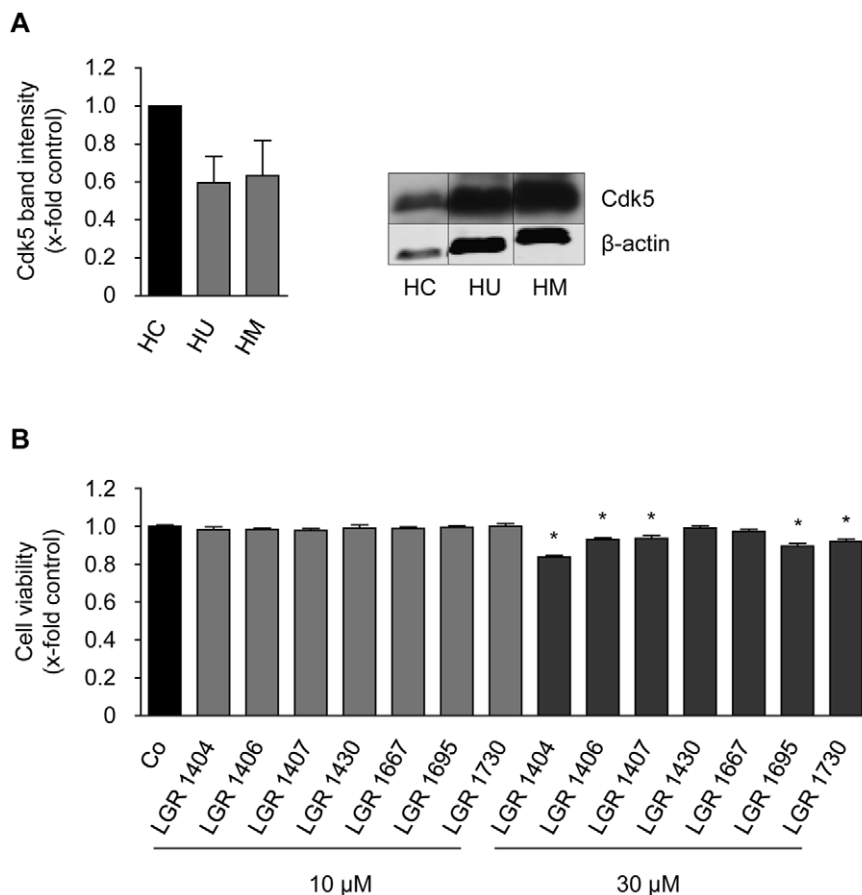 A
Cdk5 band intensity
(x-fold control)
1.2
1.0
0.8
0.6
0.4
0.2
0
HC
HU
HM
Cdk5
β-actin
HC HU HM
B
Cell viability
(x-fold control)
1.2
1.0
0.8
0.6
0.4
0.2
0
* * * * *
Co
LGR 1404
LGR 1406
LGR 1407
LGR 1430
LGR 1667
LGR 1695
LGR 1730
LGR 1404
LGR 1406
LGR 1407
LGR 1430
LGR 1667
LGR 1695
LGR 1730
10 µM 30 µM